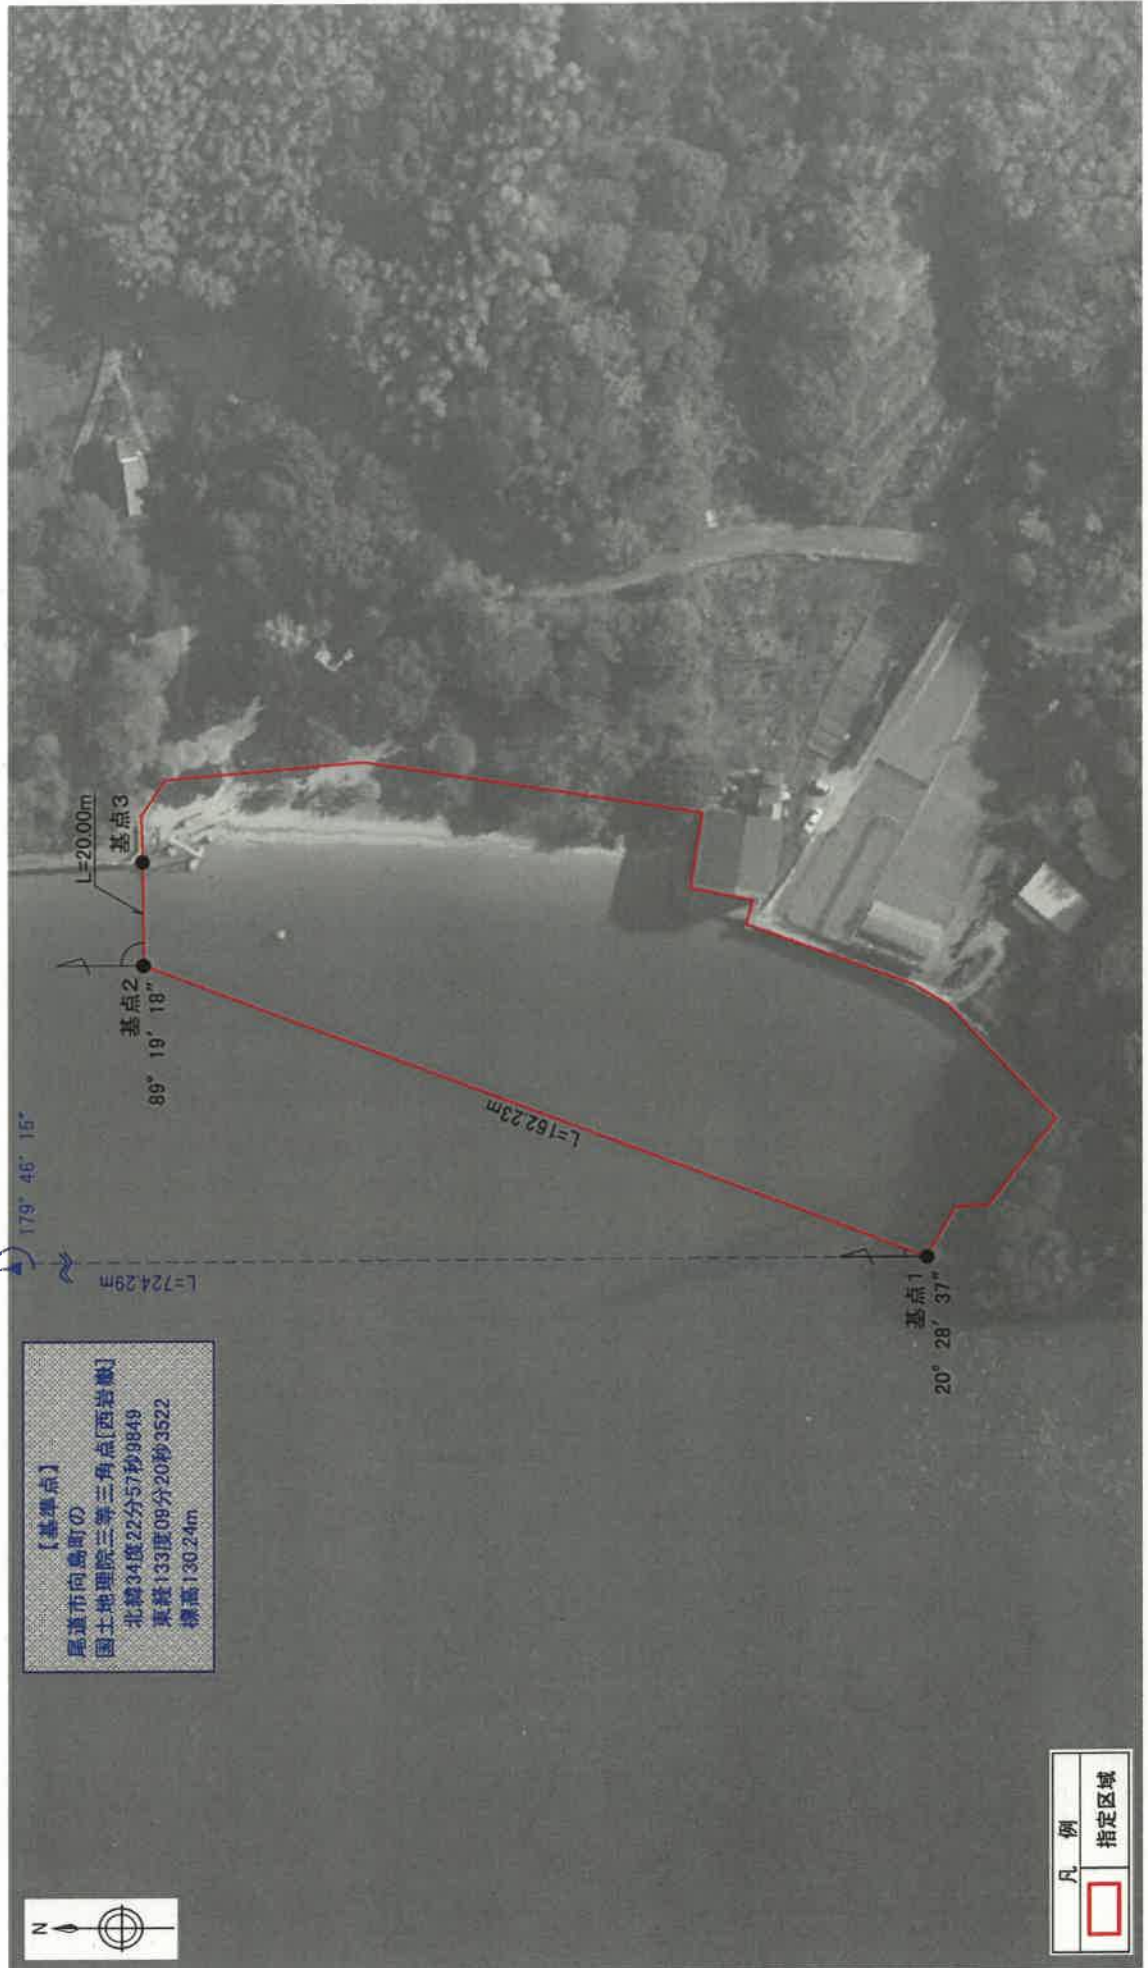 N
【基準点】
尾道市向島町の
国土地理院三等三角点[西岩嶽]
北緯34度22分57秒9849
東経133度09分20秒3522
標高130.24m
179° 46′ 15″
L=724.29m
L=20.00m
基点3
基点2
89° 19′ 18″
L=162.23m
基点1
20° 28′ 37″
凡 例
指定区域